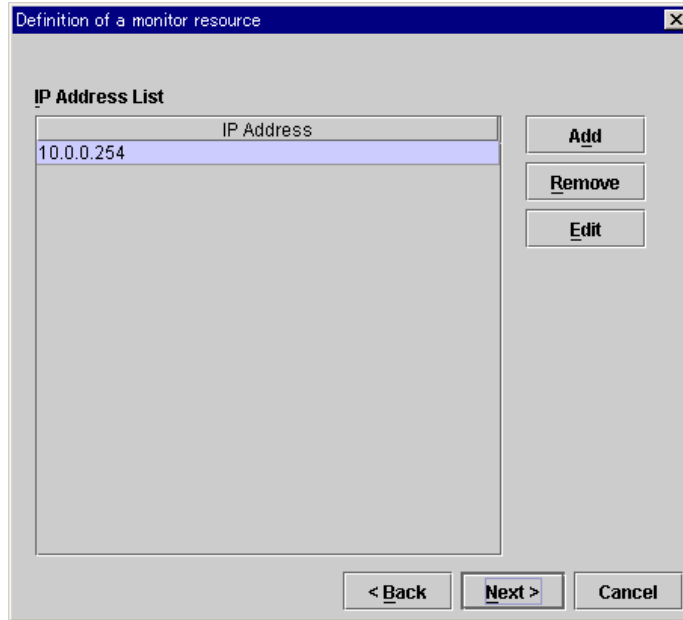 Definition of a monitor resource
IP Address List
IP Address
10.0.0.254
Add
Remove
Edit
< Back
Next >
Cancel